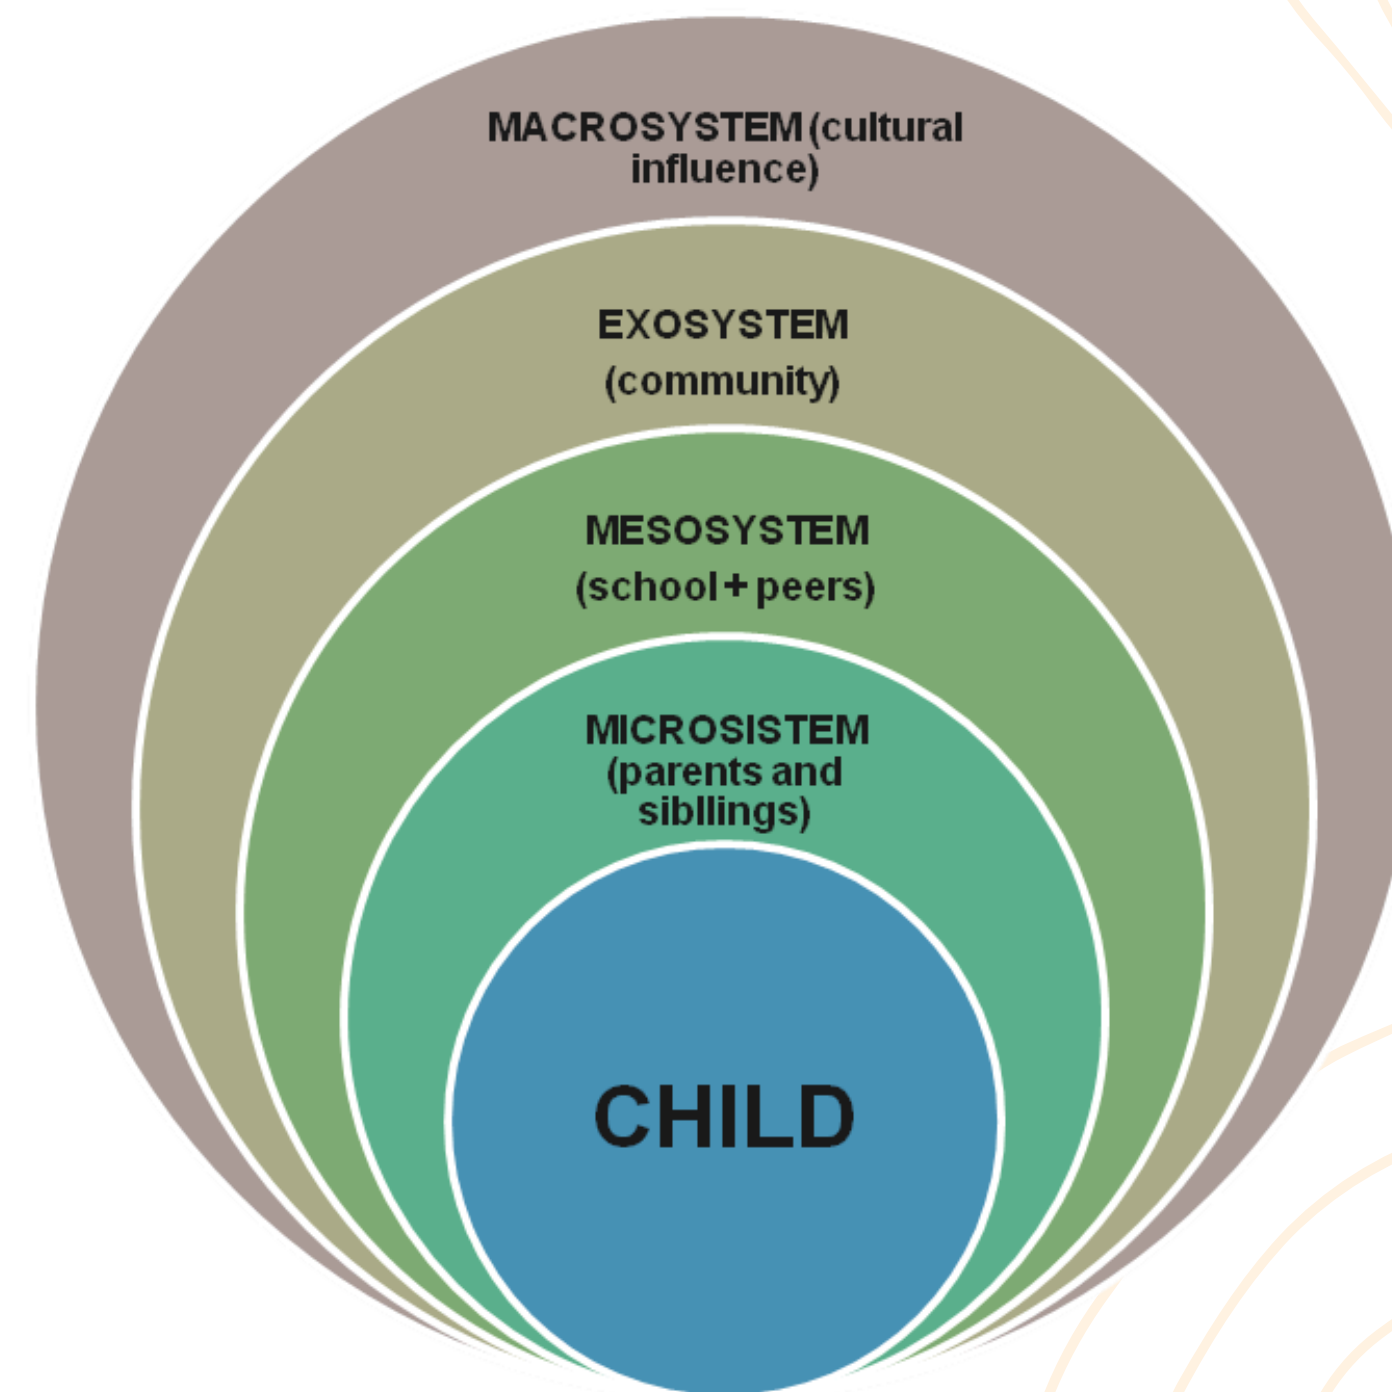 MACROSYSTEM (cultural
influence)
EXOSYSTEM
(community)
MESOSYSTEM
(school + peers)
MICROSISTEM
(parents and
sibllings)
CHILD